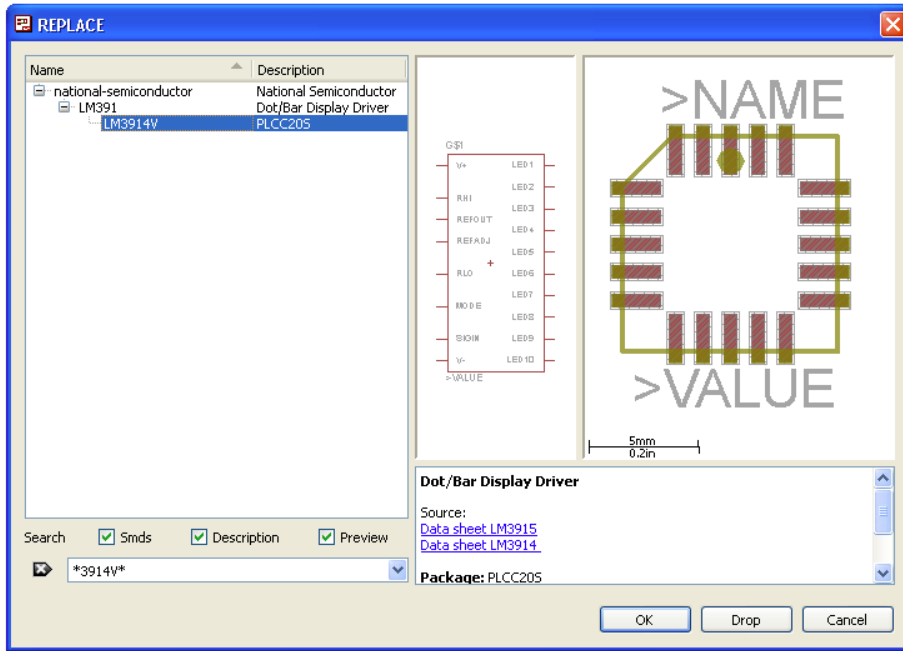 REPLACE
Name Description
national-semiconductor National Semiconductor
LM391 Dot/Bar Display Driver
LM3914V PLCC20S
G$1
V+ LED1
LED2
RHI
LED3
REFOUT
LED4
REFADJ
LED5
RLO LED6
LED7
MODE
LED8
SIGIN LED9
V- LED10
>VALUE
>NAME
>VALUE
5mm
0.2in
Dot/Bar Display Driver
Source:
Data sheet LM3915
Data sheet LM3914
Package: PLCC20S
Search Smds Description Preview
*3914V*
OK Drop Cancel